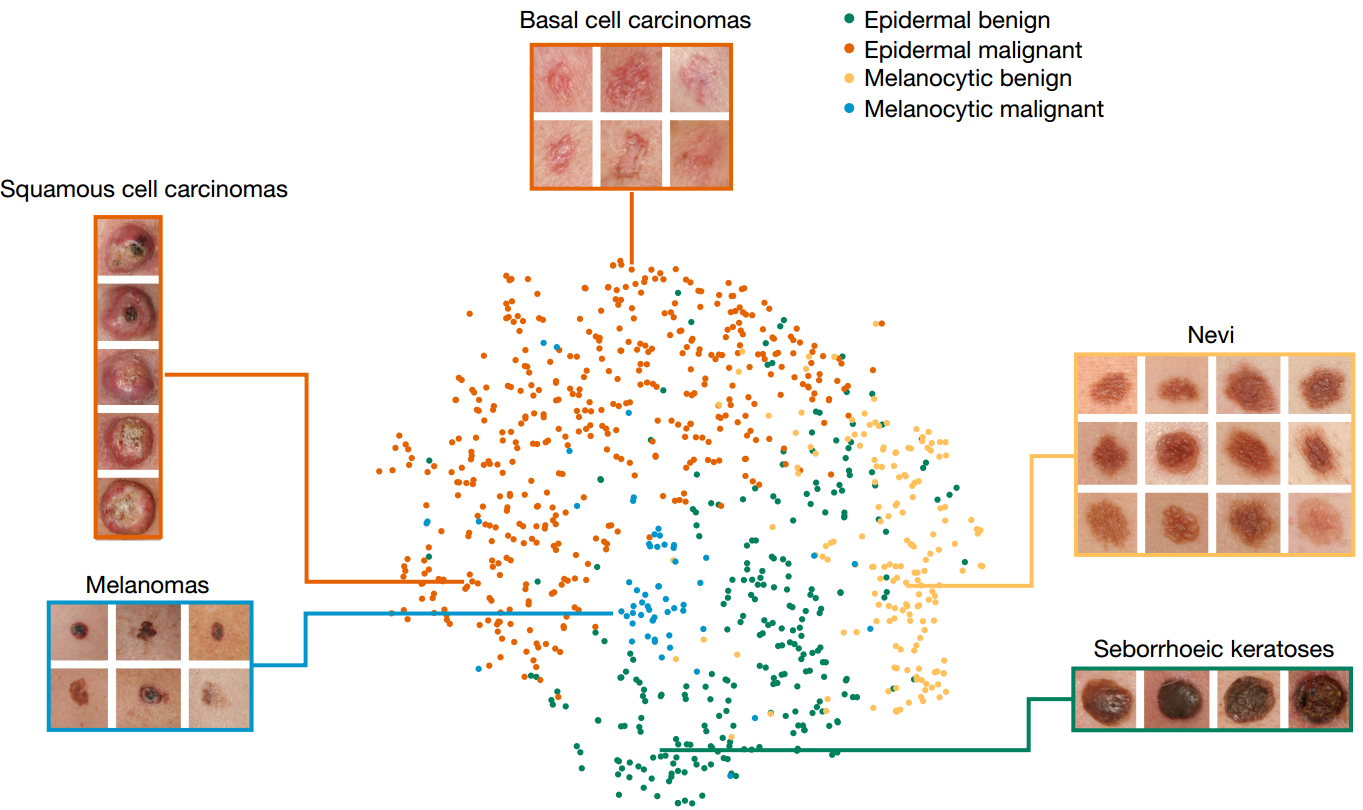 Basal cell carcinomas
Epidermal benign
Epidermal malignant
Melanocytic benign
Melanocytic malignant
Squamous cell carcinomas
Nevi
Melanomas
Seborrhoeic keratoses